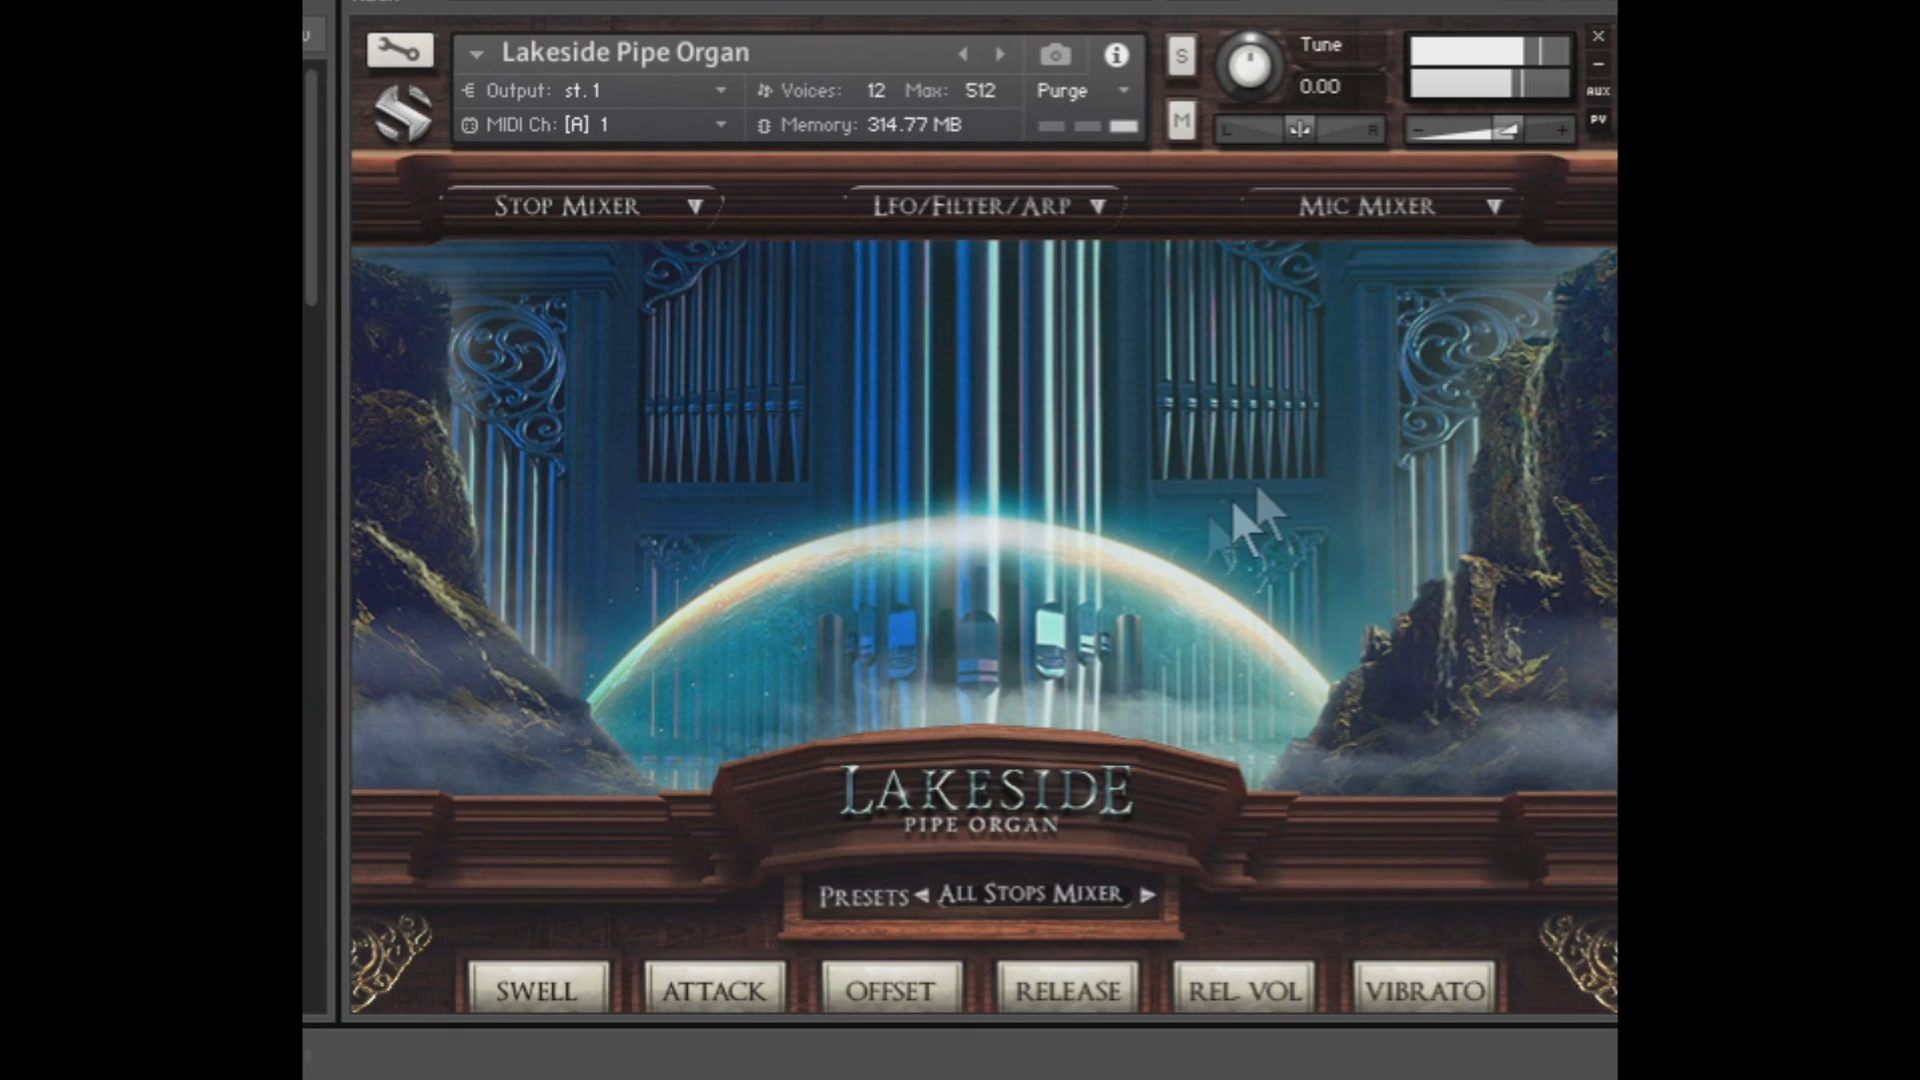 Lakeside Pipe Organ
S
Tune
Output: st. 1
Voices: 12 Max: 512
Purge
0.00
AUX
MIDI Ch: [A] 1
Memory: 314.77 MB
M
L
R
PV
STOP MIXER
LFO/FILTER/ARP
MIC MIXER
LAKESIDE
PIPE ORGAN
PRESETS ALL STOPS MIXER
SWELL
ATTACK
OFFSET
RELEASE
REL. VOL
VIBRATO